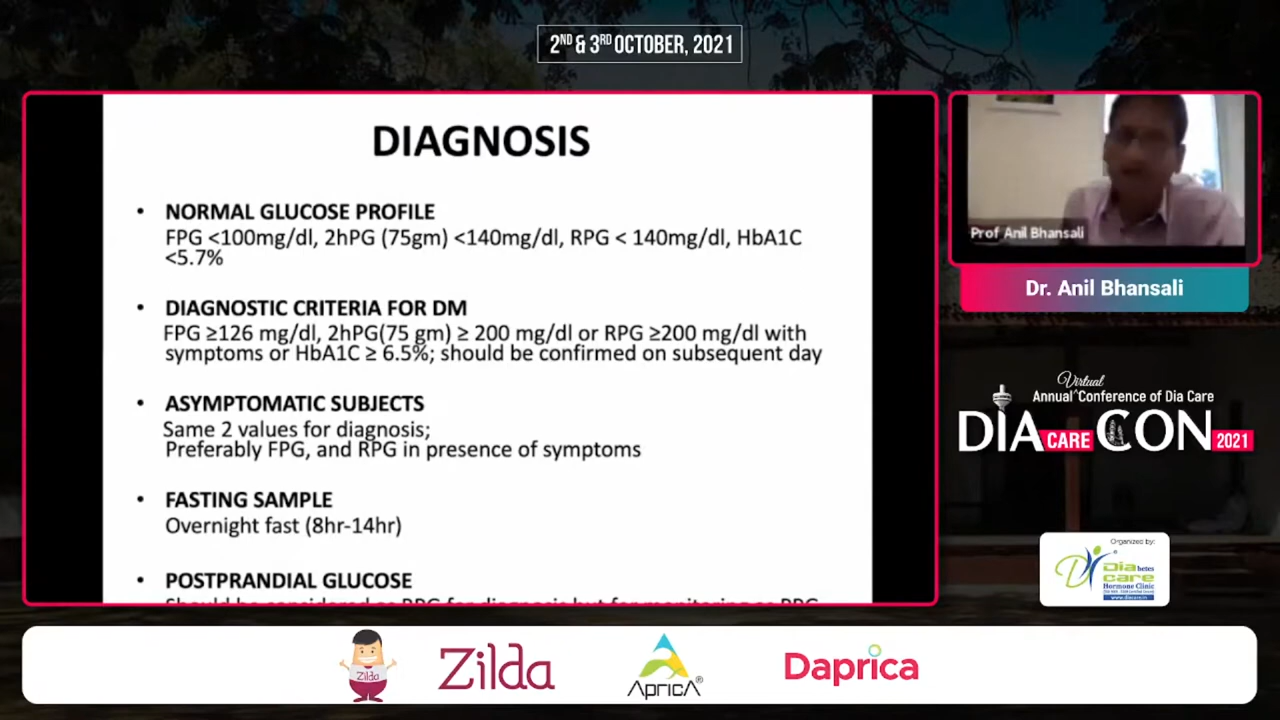 2ND & 3RD OCTOBER, 2021
DIAGNOSIS
• NORMAL GLUCOSE PROFILE
FPG <100mg/dl, 2hPG (75gm) <140mg/dl, RPG < 140mg/dl, HbA1C
<5.7%
• DIAGNOSTIC CRITERIA FOR DM
FPG ≥126 mg/dl, 2hPG(75 gm) ≥ 200 mg/dl or RPG ≥200 mg/dl with
symptoms or HbA1C ≥ 6.5%; should be confirmed on subsequent day
• ASYMPTOMATIC SUBJECTS
Same 2 values for diagnosis;
Preferably FPG, and RPG in presence of symptoms
• FASTING SAMPLE
Overnight fast (8hr-14hr)
• POSTPRANDIAL GLUCOSE
Prof Anil Bhansali
Dr. Anil Bhansali
Virtual
Annual^Conference of Dia Care
DIA CARE CON 2021
Organized by:
Diabetes
care
Hormone Clinic
Zilda
Zilda
APRICA®
Daprica